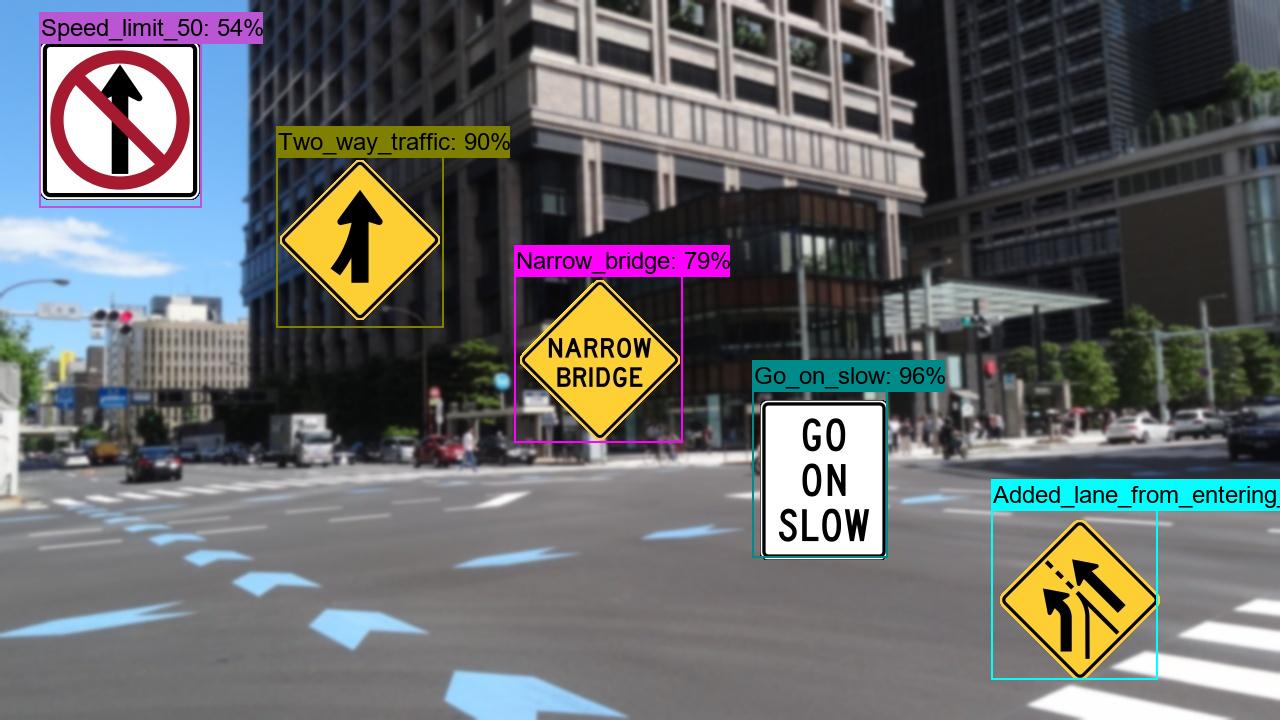 Speed_limit_50: 54%
Two_way_traffic: 90%
Narrow_bridge: 79%
NARROW
BRIDGE
Go_on_slow: 96%
GO
ON
SLOW
Added_lane_from_entering_